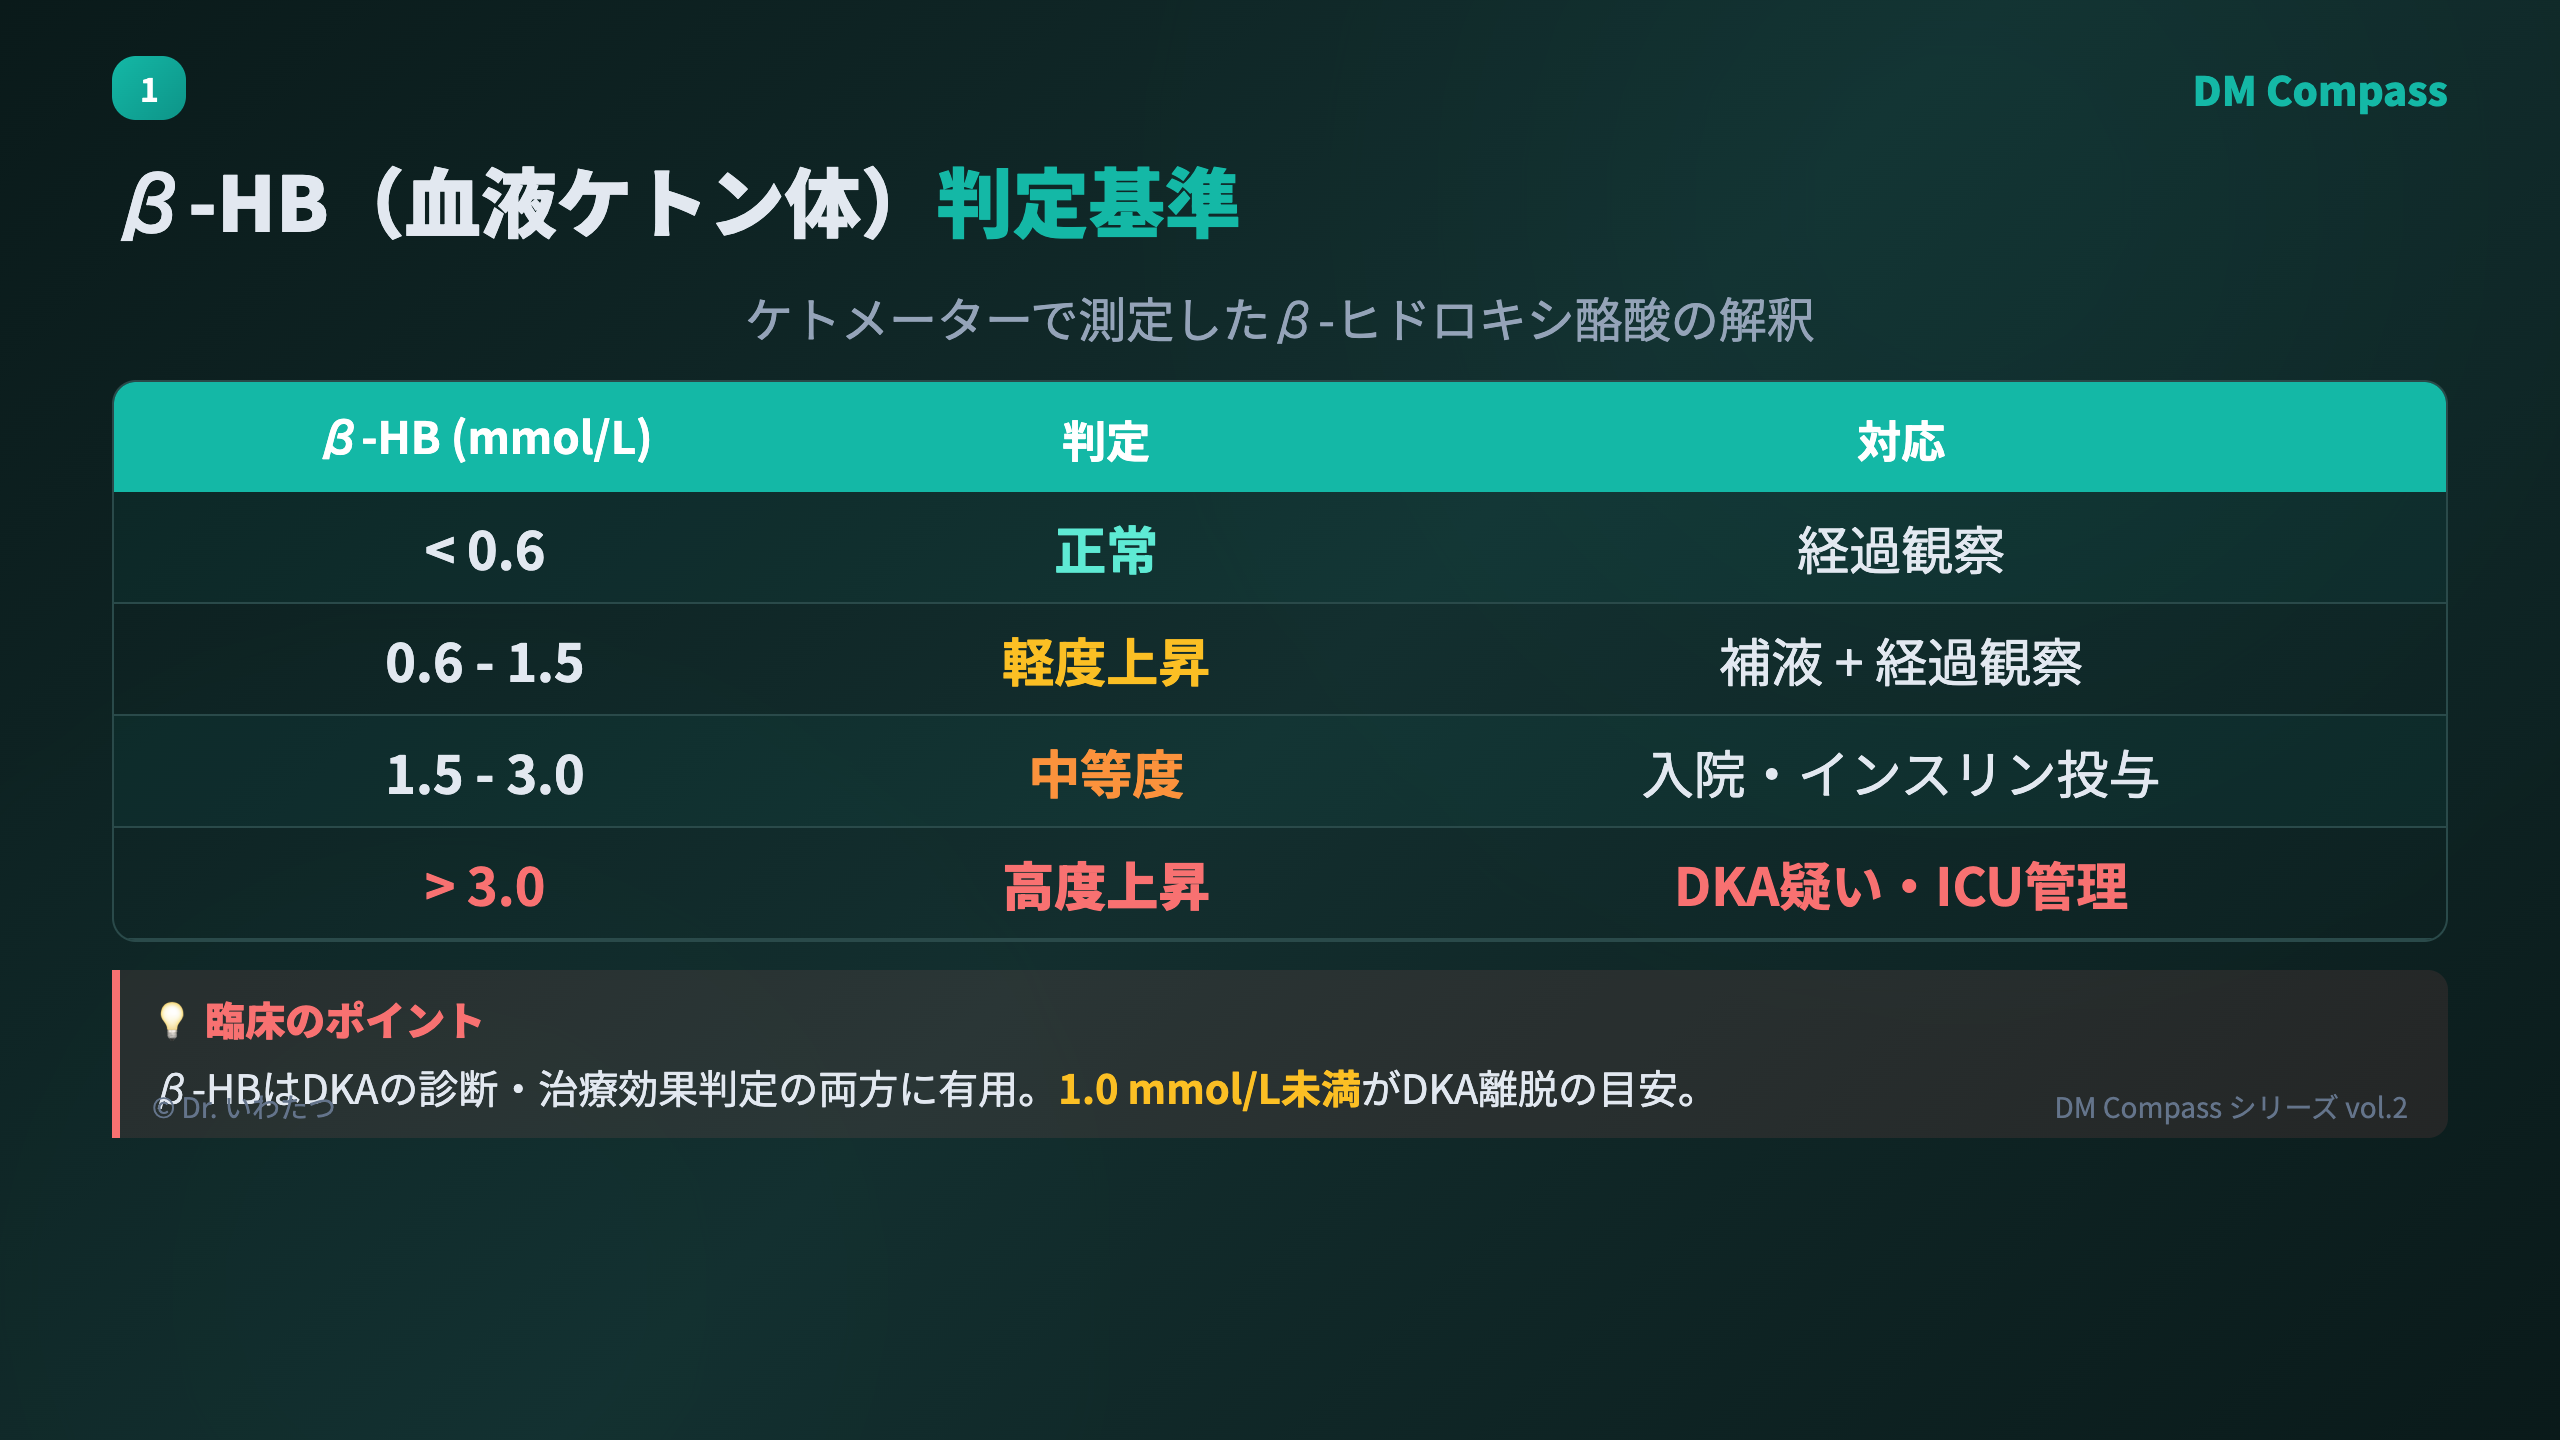 1
DM Compass
β-HB（血液ケトン体）判定基準
ケトメーターで測定したβ-ヒドロキシ酪酸の解釈
β-HB (mmol/L) 判定 対応
< 0.6 正常 経過観察
0.6 - 1.5 軽度上昇 補液 + 経過観察
1.5 - 3.0 中等度 入院・インスリン投与
> 3.0 高度上昇 DKA疑い・ICU管理
💡 臨床のポイント
β-HBはDKAの診断・治療効果判定の両方に有用。1.0 mmol/L未満がDKA離脱の目安。
© Dr. いわたつ
DM Compass シリーズ vol.2